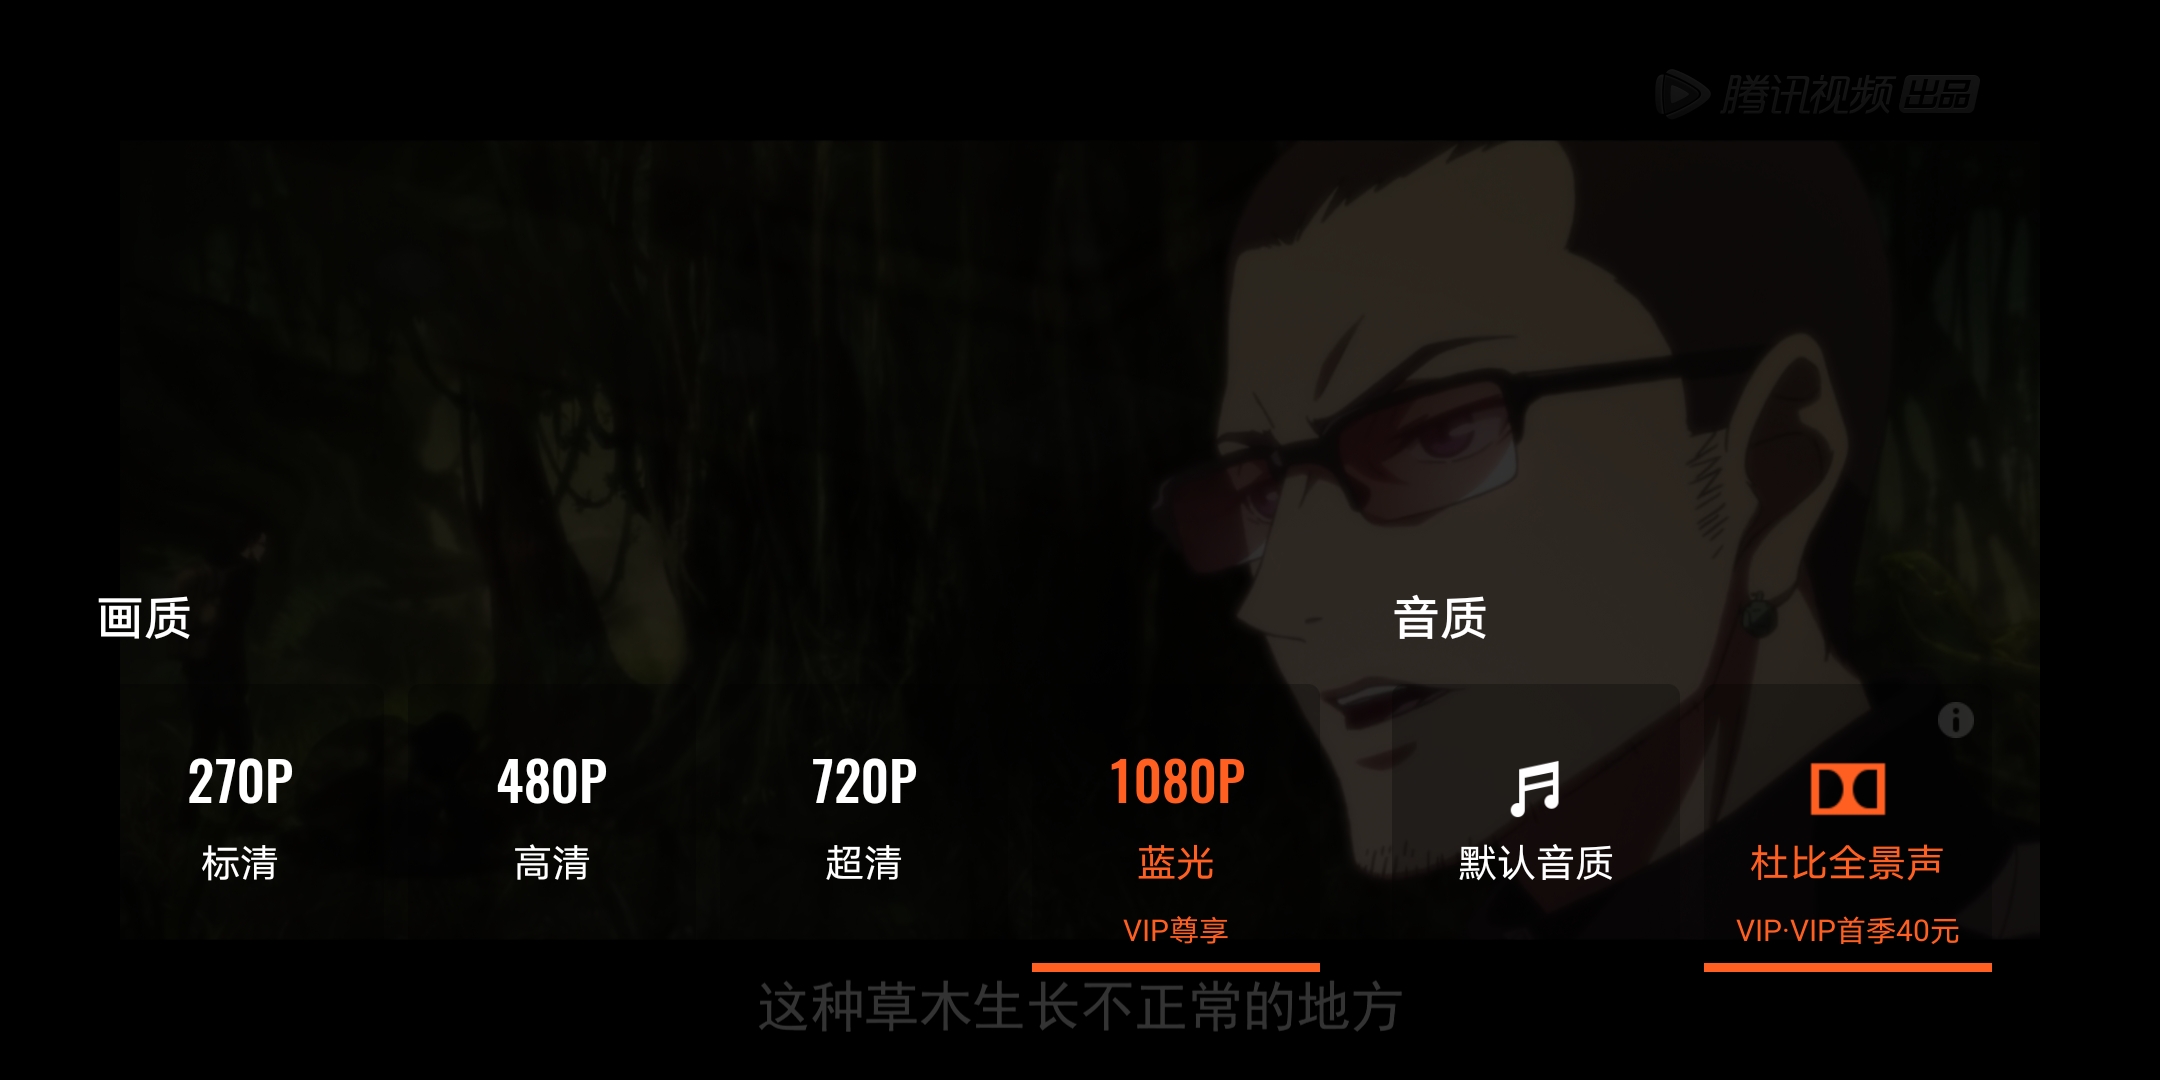 腾讯视频 出品
画质
音质
270P
标清
480P
高清
720P
超清
1080P
蓝光
VIP尊享
默认音质
杜比全景声
VIP·VIP首季40元
这种草木生长不正常的地方